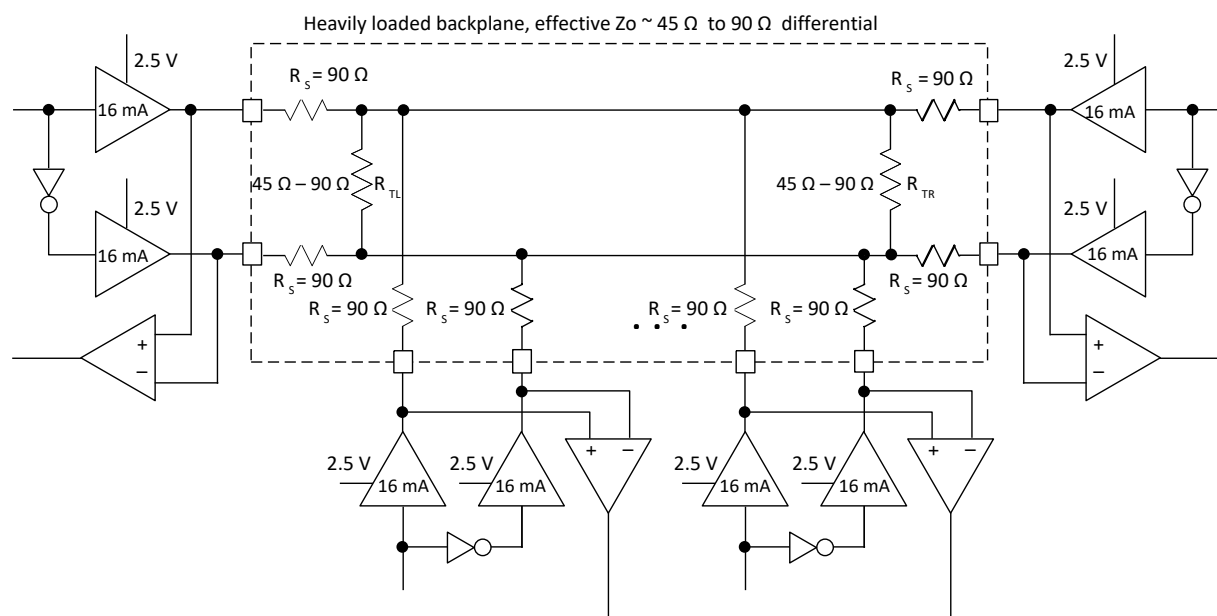 Heavily loaded backplane, effective Zo ~ 45 Ω to 90 Ω differential
2.5 V
R S = 90 Ω
R S = 90 Ω
2.5 V
16 mA
16 mA
45 Ω – 90 Ω
R TL
45 Ω – 90 Ω
R TR
2.5 V
2.5 V
16 mA
16 mA
R S = 90 Ω
R S = 90 Ω
R S = 90 Ω
R S = 90 Ω
R S = 90 Ω
R S = 90 Ω
. . .
+
–
+
–
+
–
+
–
2.5 V
2.5 V
2.5 V
2.5 V
16 mA
16 mA
16 mA
16 mA